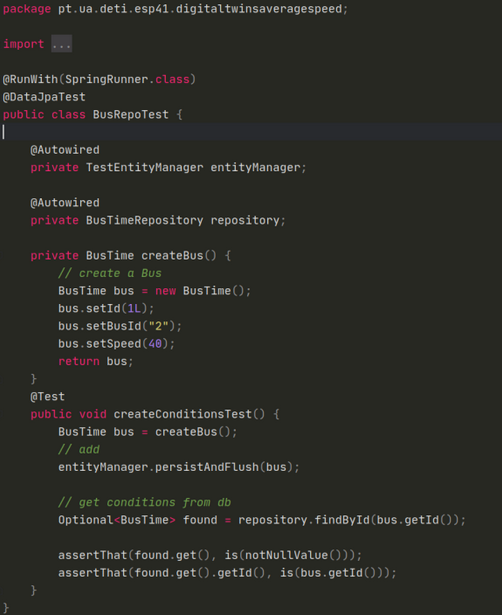 package pt.ua.deti.esp41.digitaltwinsaveragespeed;
import ...
@RunWith(SpringRunner.class)
@DataJpaTest
public class BusRepoTest {
@Autowired
private TestEntityManager entityManager;
@Autowired
private BusTimeRepository repository;
private BusTime createBus() {
// create a Bus
BusTime bus = new BusTime();
bus.setId(1L);
bus.setBusId("2");
bus.setSpeed(40);
return bus;
}
@Test
public void createConditionsTest() {
BusTime bus = createBus();
// add
entityManager.persistAndFlush(bus);
// get conditions from db
Optional<BusTime> found = repository.findById(bus.getId());
assertThat(found.get(), is(notNullValue()));
assertThat(found.get().getId(), is(bus.getId()));
}
}